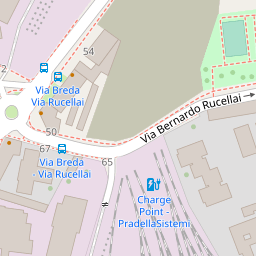 54
Via Breda
Via Rucellai
Via Bernardo Rucellai
-50
67
Via Breda
- Via Rucellai
65
Charge
Point -
PradellaSistemi